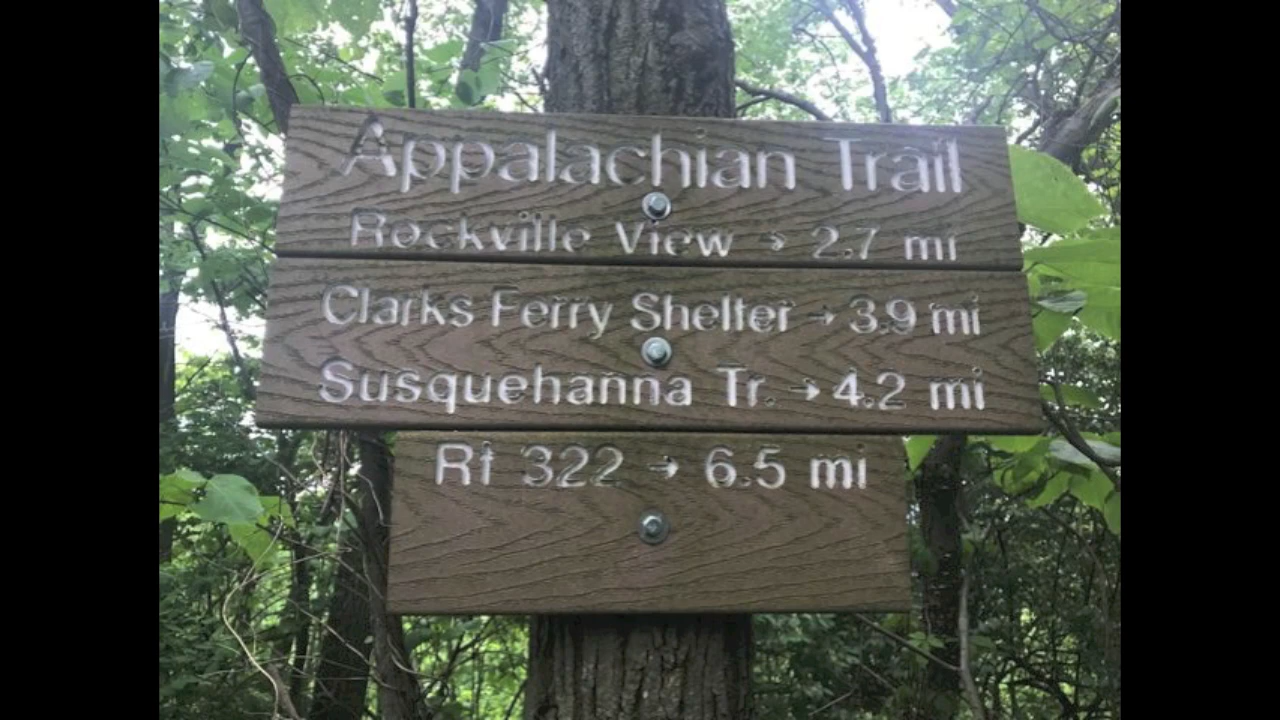 Appalachian Trail
Rockville View → 2.7 mi
Clarks Ferry Shelter → 3.9 mi
Susquehanna Tr. → 4.2 mi
Rt 322 → 6.5 mi